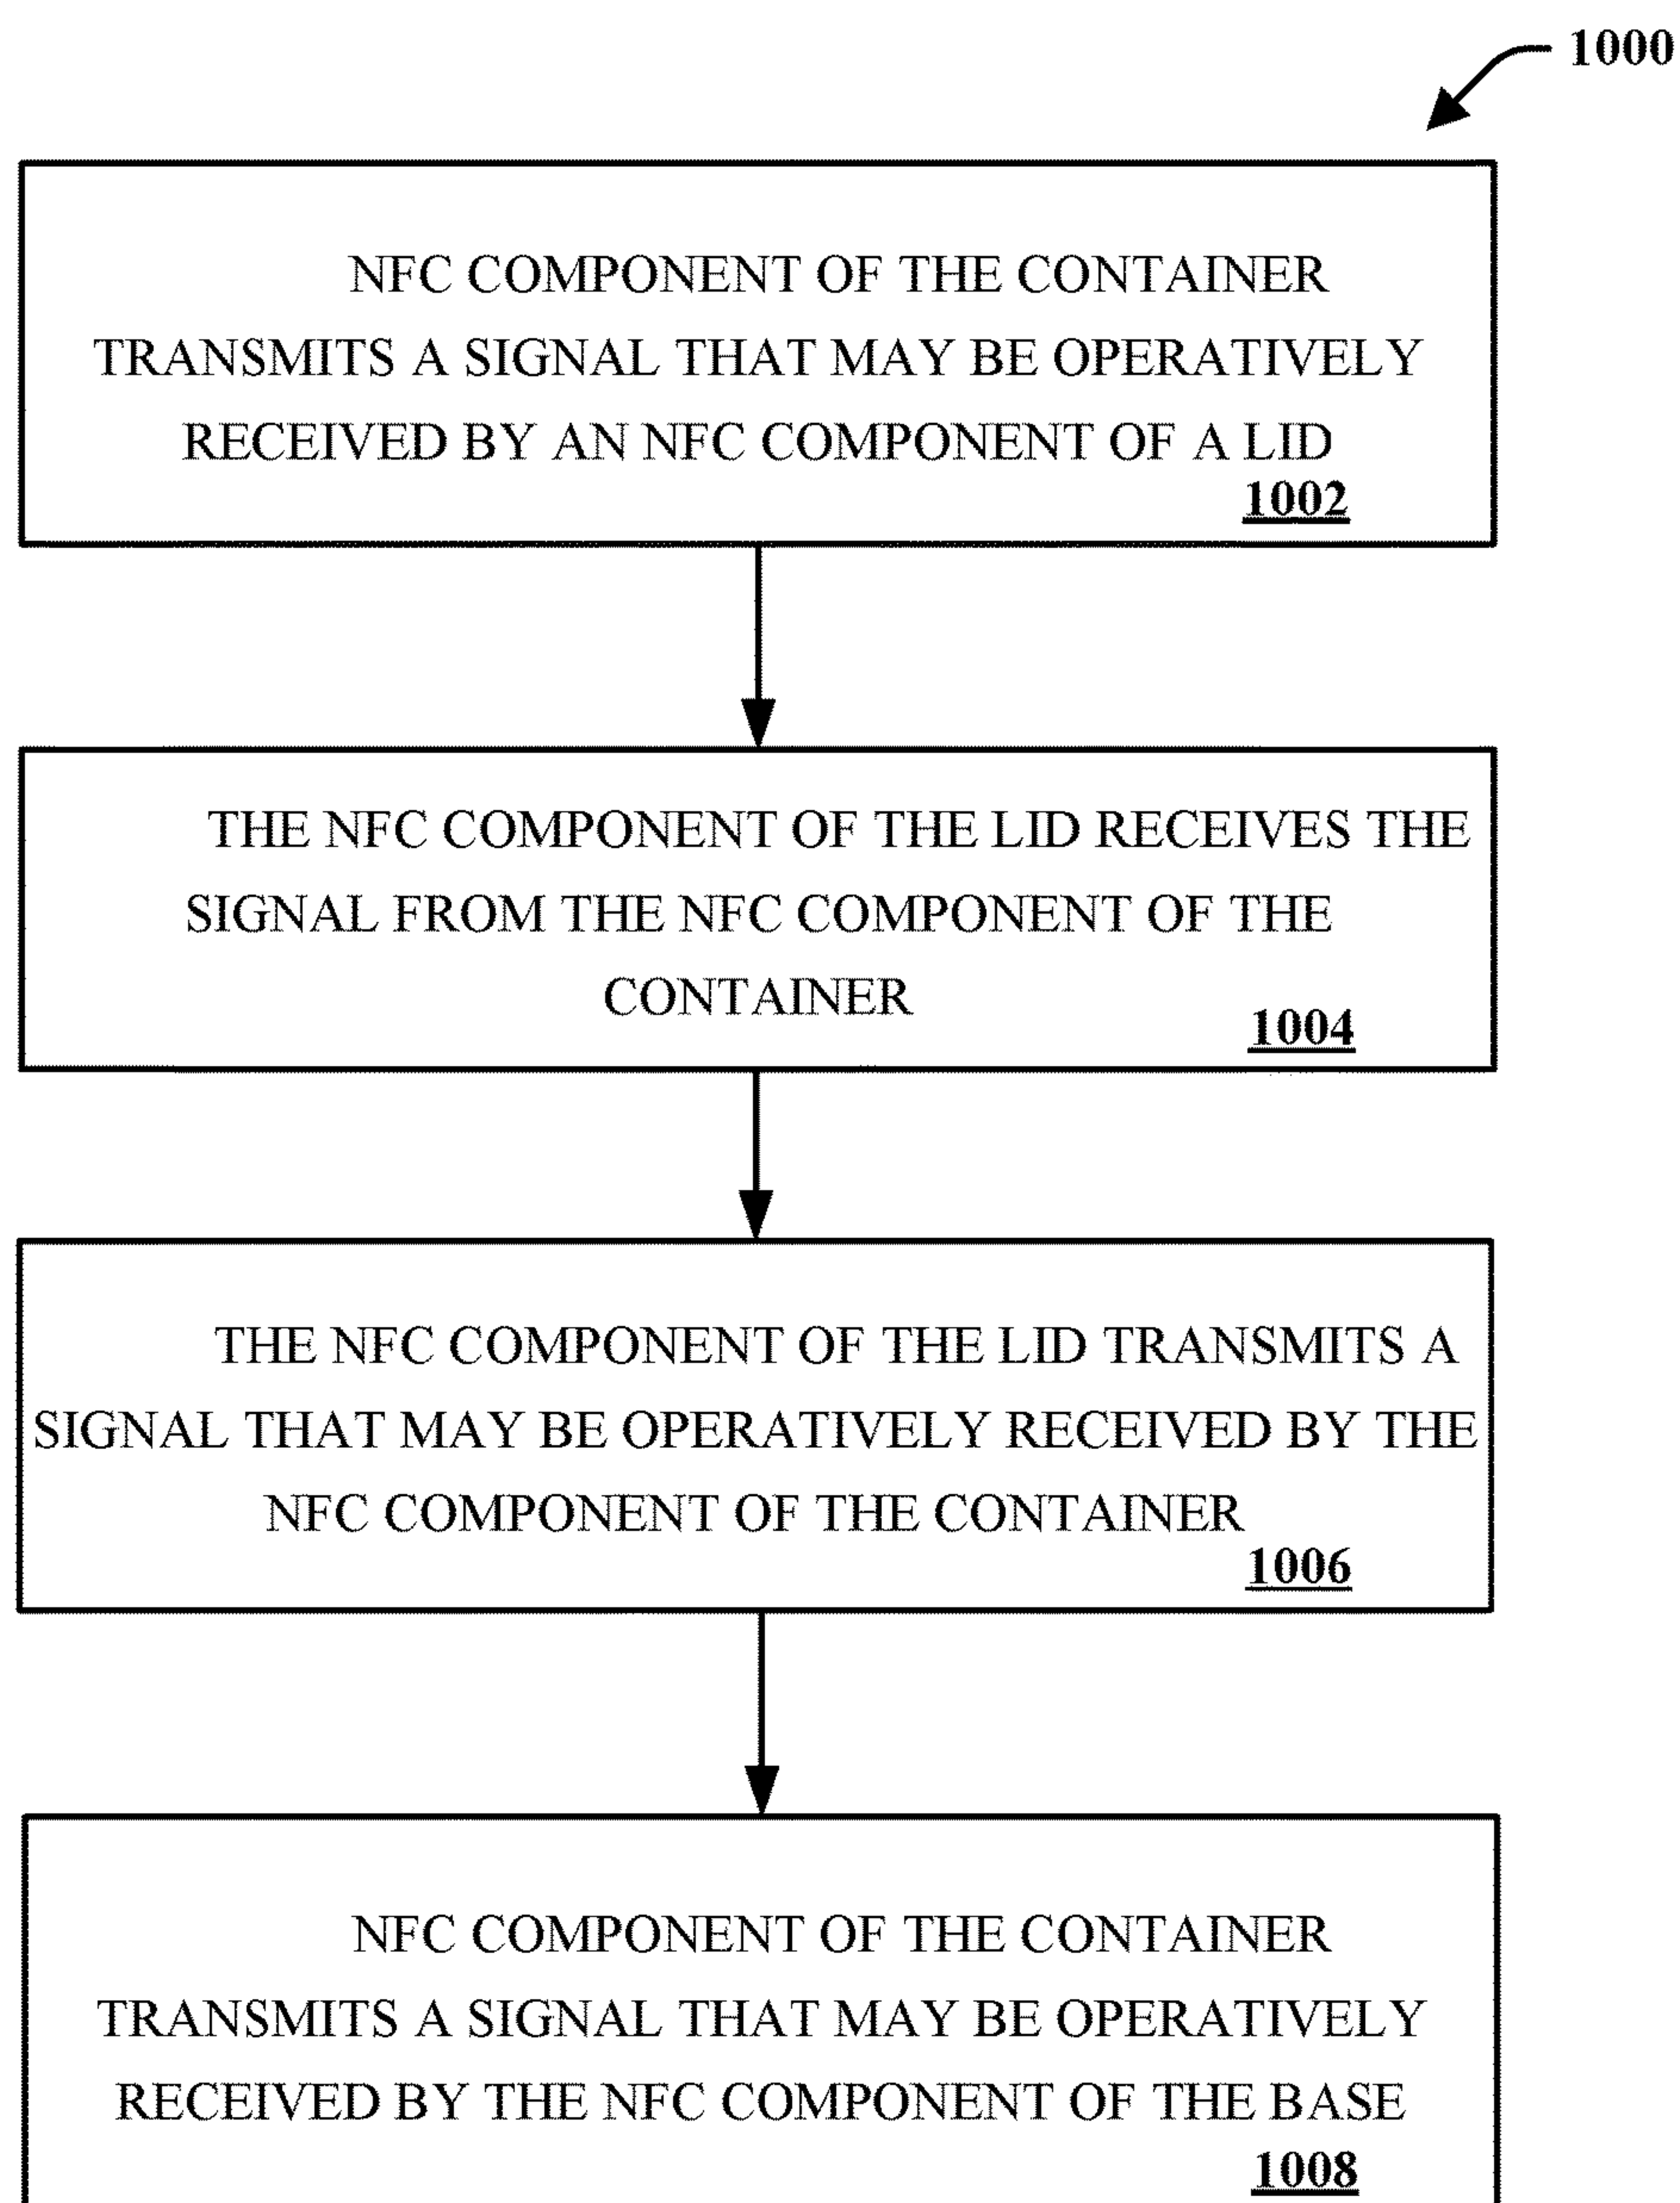 1000
NFC COMPONENT OF THE CONTAINER
TRANSMITS A SIGNAL THAT MAY BE OPERATIVELY
RECEIVED BY AN NFC COMPONENT OF A LID
1002
THE NFC COMPONENT OF THE LID RECEIVES THE
SIGNAL FROM THE NFC COMPONENT OF THE
CONTAINER
1004
THE NFC COMPONENT OF THE LID TRANSMITS A
SIGNAL THAT MAY BE OPERATIVELY RECEIVED BY THE
NFC COMPONENT OF THE CONTAINER
1006
NFC COMPONENT OF THE CONTAINER
TRANSMITS A SIGNAL THAT MAY BE OPERATIVELY
RECEIVED BY THE NFC COMPONENT OF THE BASE
1008